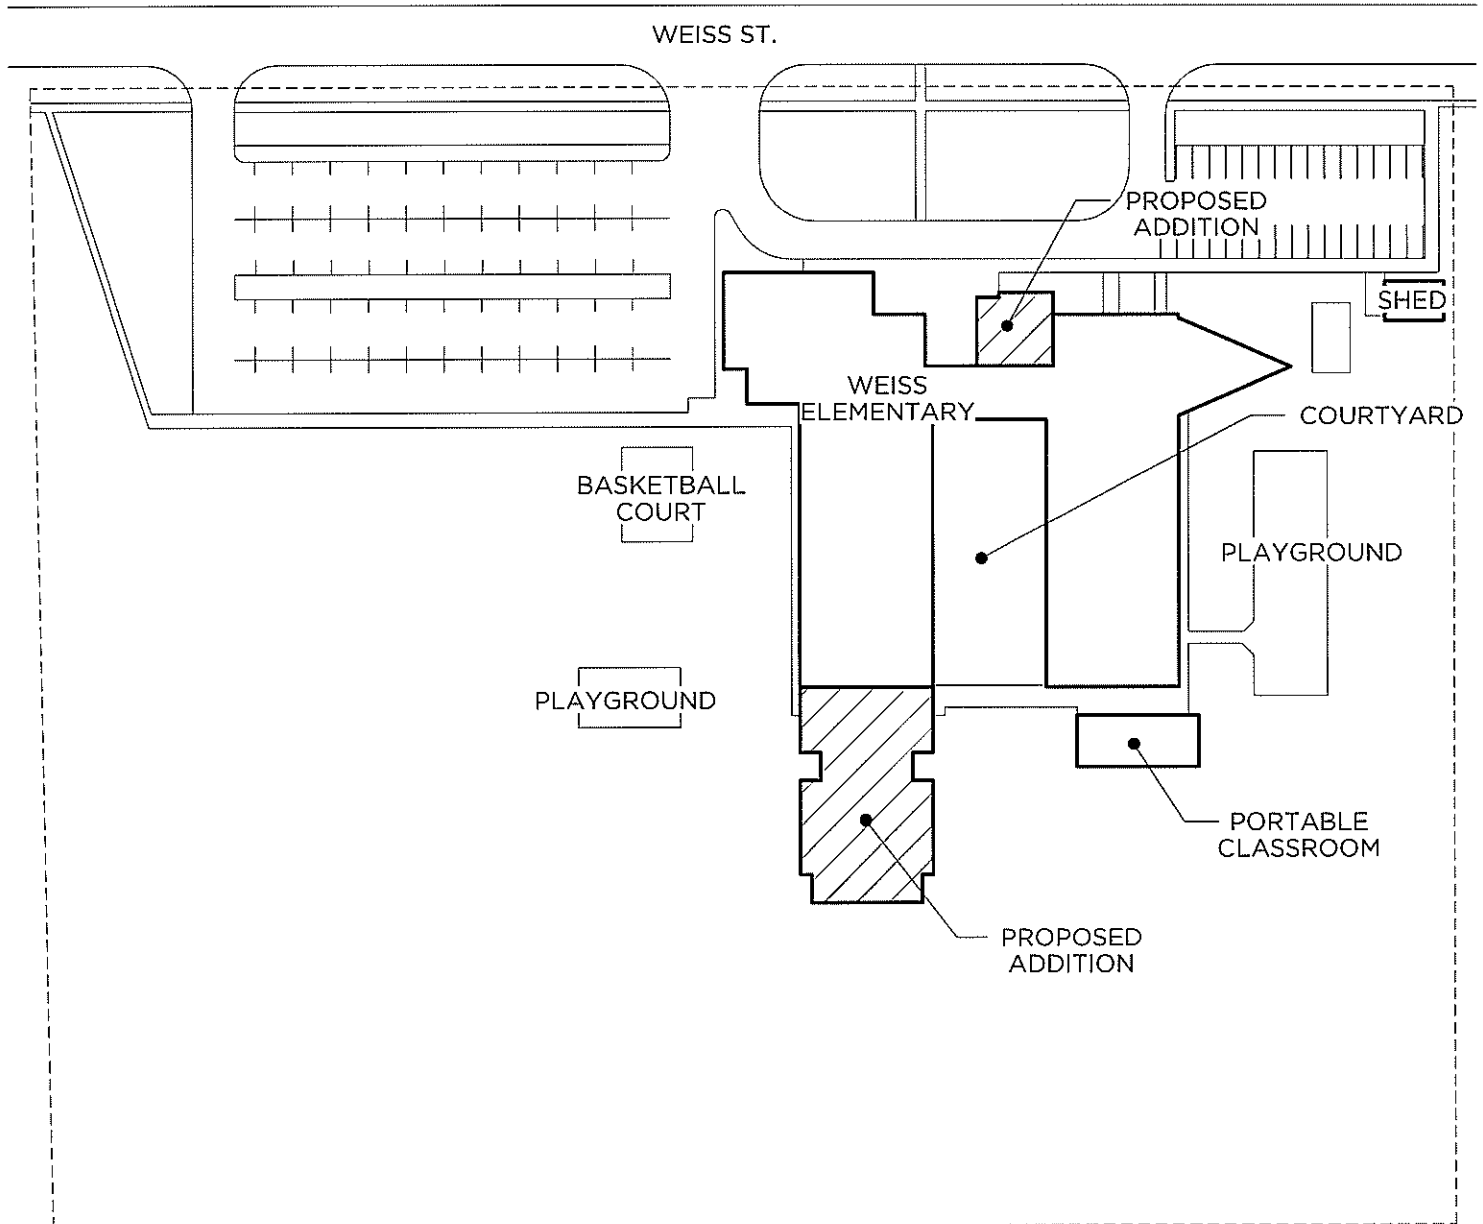 WEISS ST.
PROPOSED
ADDITION
SHED
WEISS
ELEMENTARY
COURTYARD
BASKETBALL
COURT
PLAYGROUND
PLAYGROUND
PORTABLE
CLASSROOM
PROPOSED
ADDITION